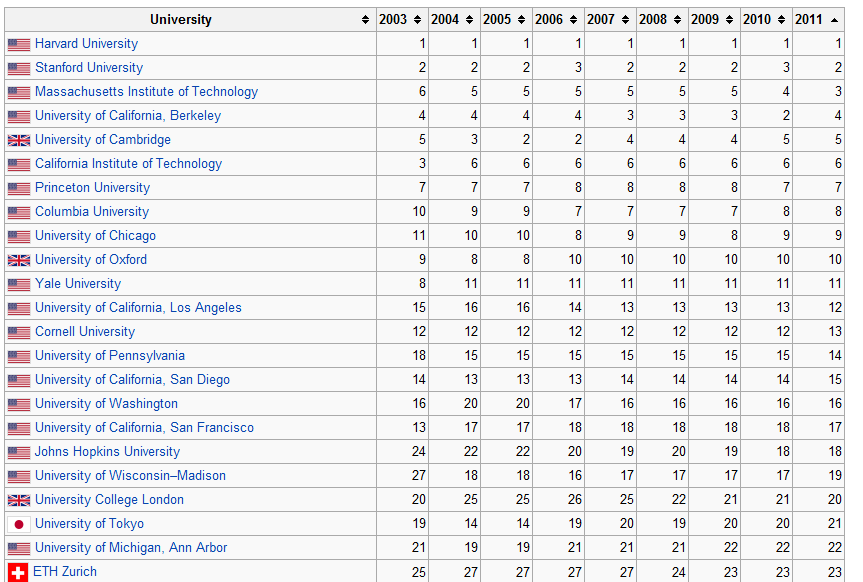 University 2003 2004 2005 2006 2007 2008 2009 2010 2011
Harvard University 1 1 1 1 1 1 1 1 1
Stanford University 2 2 2 3 2 2 2 3 2
Massachusetts Institute of Technology 6 5 5 5 5 5 5 4 3
University of California, Berkeley 4 4 4 4 3 3 3 2 4
University of Cambridge 5 3 2 2 4 4 4 5 5
California Institute of Technology 3 6 6 6 6 6 6 6 6
Princeton University 7 7 7 8 8 8 8 7 7
Columbia University 10 9 9 7 7 7 7 8 8
University of Chicago 11 10 10 8 9 9 8 9 9
University of Oxford 9 8 8 10 10 10 10 10 10
Yale University 8 11 11 11 11 11 11 11 11
University of California, Los Angeles 15 16 16 14 13 13 13 13 12
Cornell University 12 12 12 12 12 12 12 12 13
University of Pennsylvania 18 15 15 15 15 15 15 15 14
University of California, San Diego 14 13 13 13 14 14 14 14 15
University of Washington 16 20 20 17 16 16 16 16 16
University of California, San Francisco 13 17 17 18 18 18 18 18 17
Johns Hopkins University 24 22 22 20 19 20 19 18 18
University of Wisconsin–Madison 27 18 18 16 17 17 17 17 19
University College London 20 25 25 26 25 22 21 21 20
University of Tokyo 19 14 14 19 20 19 20 20 21
University of Michigan, Ann Arbor 21 19 19 21 21 21 22 22 22
ETH Zurich 25 27 27 27 27 24 23 23 23